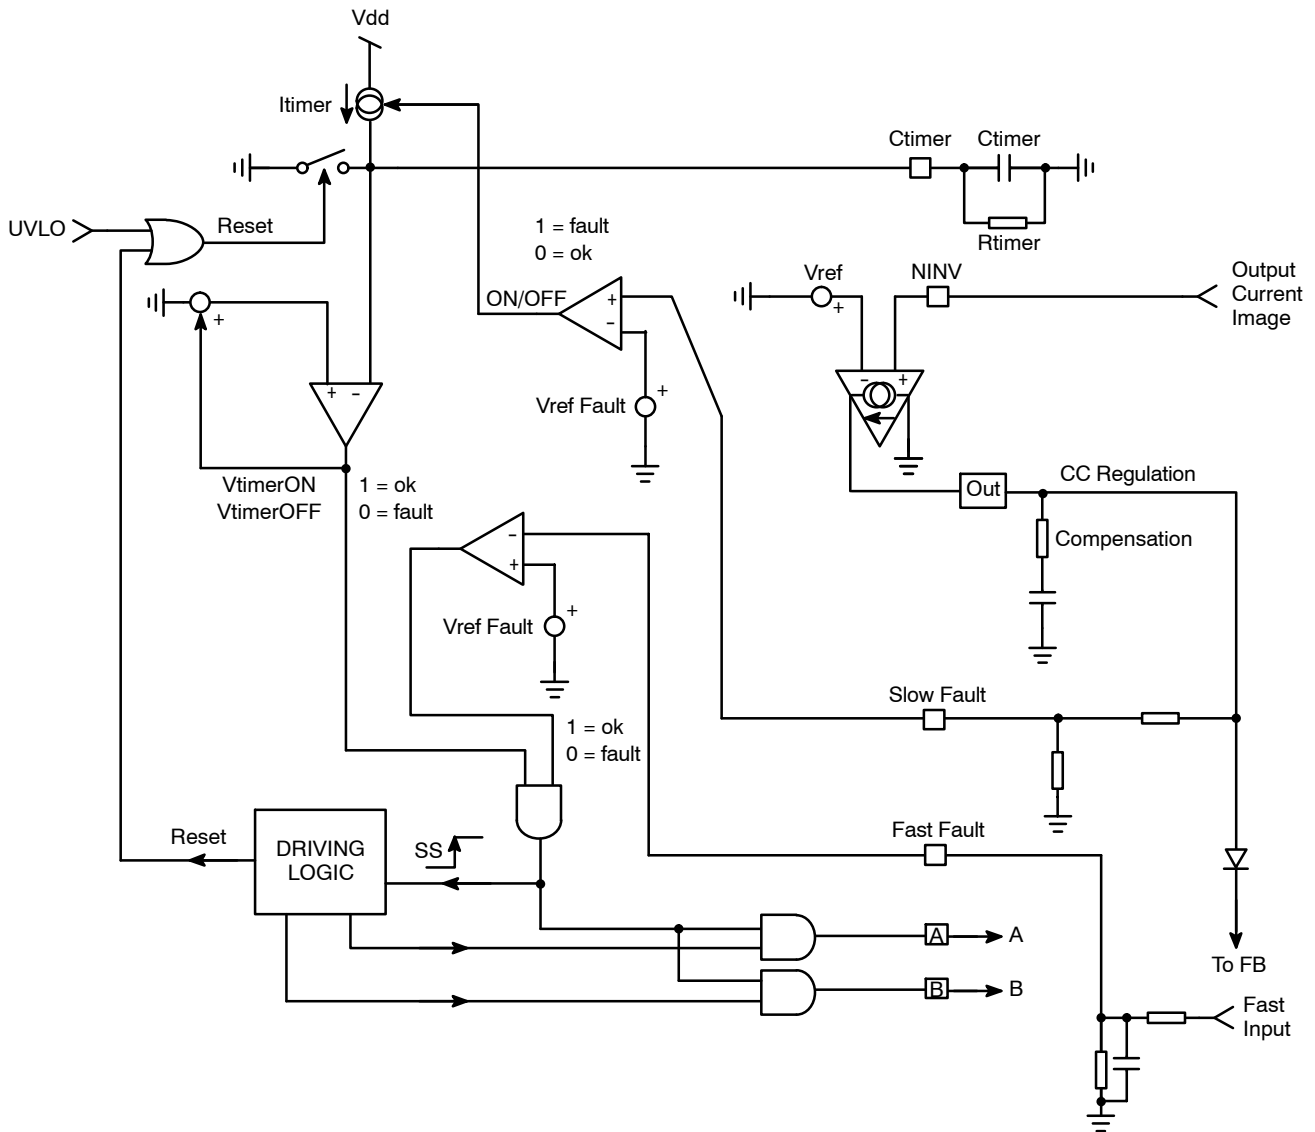 Vdd
Itimer
Ctimer
Ctimer
Rtimer
UVLO
Reset
1 = fault
0 = ok
ON/OFF
+
−
Vref
+
NINV
Output
Current
Image
+
+
−
−
+
Vref Fault
+
VtimerON
VtimerOFF
1 = ok
0 = fault
Out
CC Regulation
Compensation
−
+
Vref Fault
+
Slow Fault
1 = ok
0 = fault
Reset
DRIVING
LOGIC
SS
Fast Fault
A
A
B
B
To FB
Fast
Input